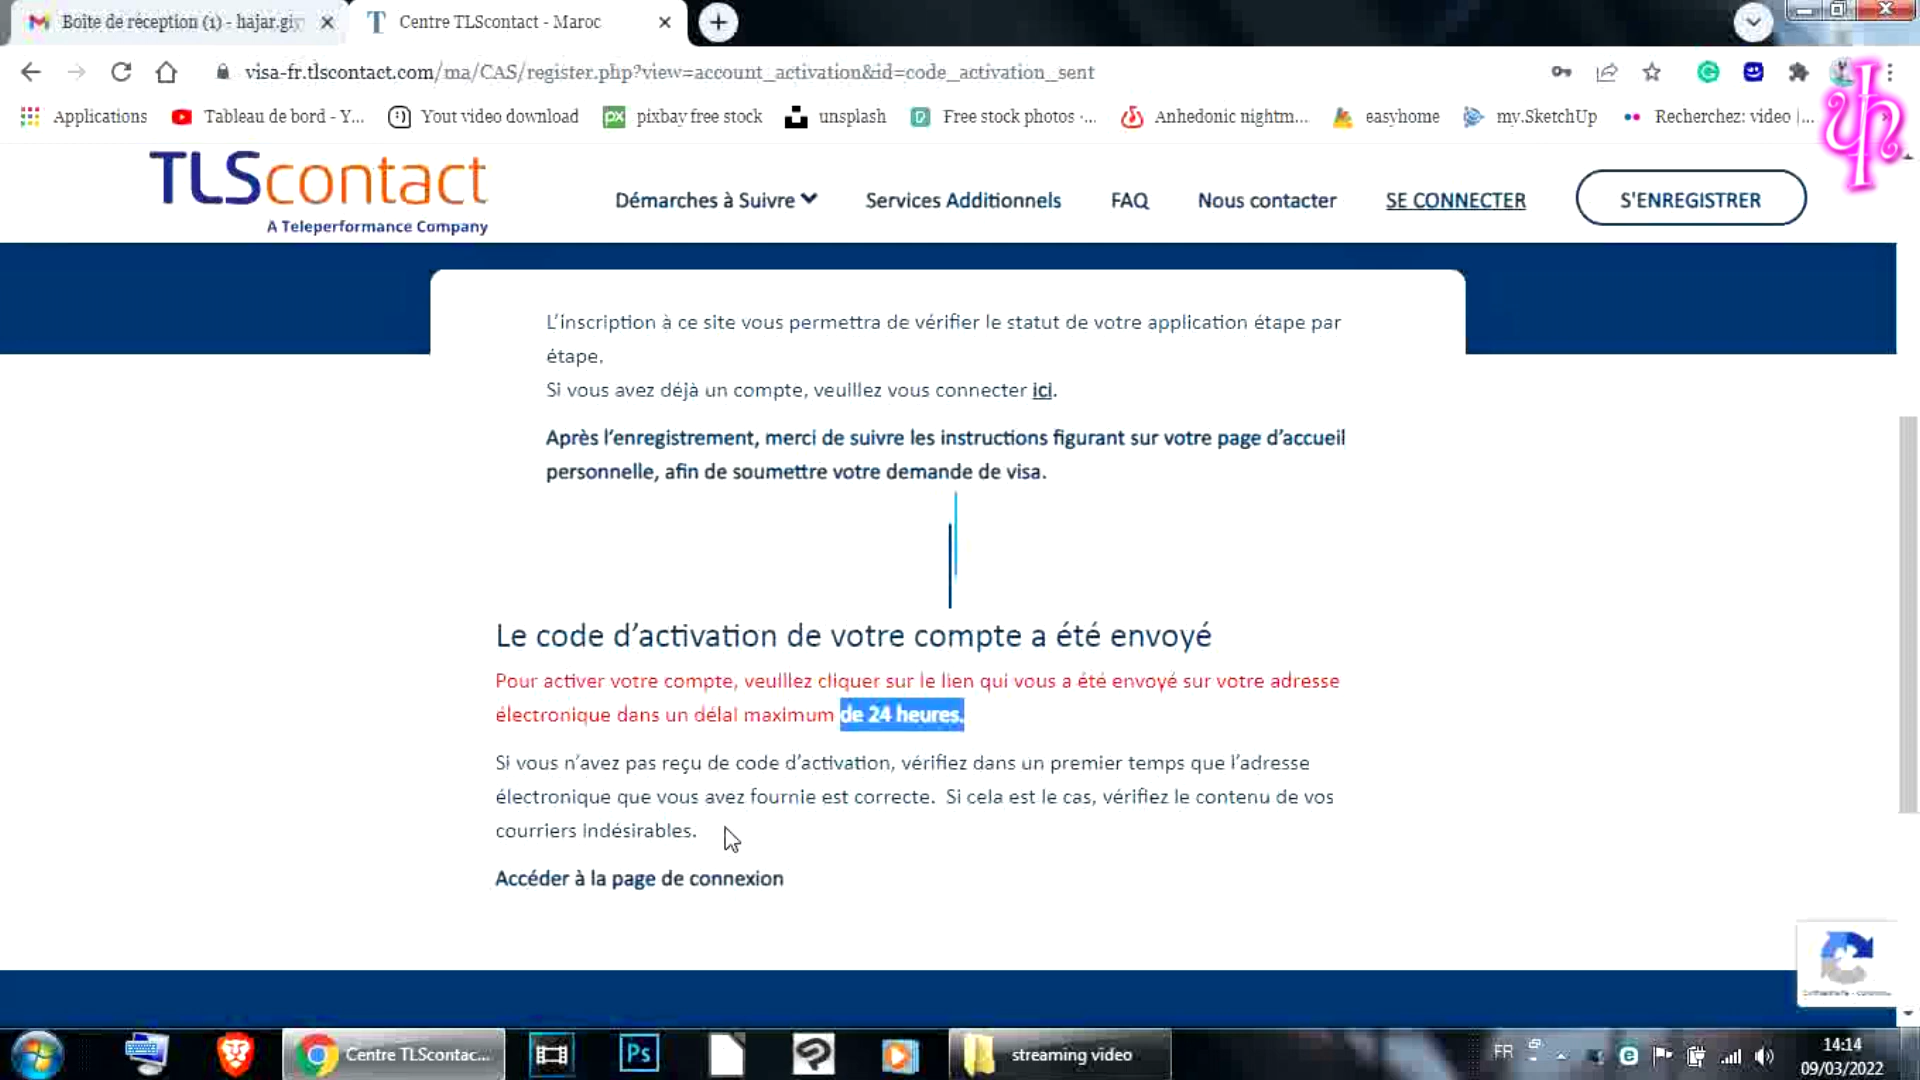 Boîte de réception (1) - hajar.giy
Centre TLScontact - Maroc
visa-fr.tlscontact.com/ma/CAS/register.php?view=account_activation&id=code_activation_sent
Applications
Tableau de bord - Y...
Yout video download
pixbay free stock
unsplash
Free stock photos ·...
Anhedonic nightm...
easyhome
my.SketchUp
Recherchez: video |...
TLScontact
A Teleperformance Company
Démarches à Suivre
Services Additionnels
FAQ
Nous contacter
SE CONNECTER
S'ENREGISTRER
L'inscription à ce site vous permettra de vérifier le statut de votre application étape par
étape.
Si vous avez déjà un compte, veuillez vous connecter ici.
Après l'enregistrement, merci de suivre les instructions figurant sur votre page d'accueil
personnelle, afin de soumettre votre demande de visa.
Le code d'activation de votre compte a été envoyé
Pour activer votre compte, veuillez cliquer sur le lien qui vous a été envoyé sur votre adresse
électronique dans un délai maximum de 24 heures.
Si vous n'avez pas reçu de code d'activation, vérifiez dans un premier temps que l'adresse
électronique que vous avez fournie est correcte. Si cela est le cas, vérifiez le contenu de vos
courriers indésirables.
Accéder à la page de connexion
Centre TLScontac...
Ps
streaming video
FR
14:14
09/03/2022